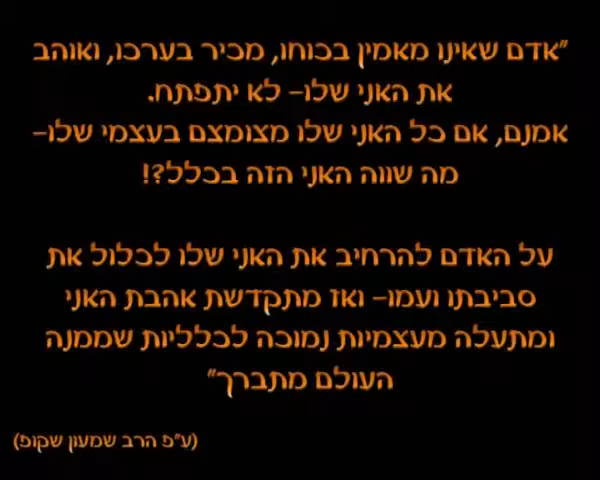 "אדם שאינו מאמין בכוחו, מכיר בערכו, ואוהב
את האני שלו– לא יתפתח.
אמנם, אם כל האני שלו מצומצם בעצמי שלו–
מה שווה האני הזה בכלל?!
על האדם להרחיב את האני שלו לכלול את
סביבתו ועמו– ואז מתקדשת אהבת האני
ומתעלה מעצמיות נמוכה לכלליות שממנה
העולם מתברך"
(ע"פ הרב שמעון שקופ)